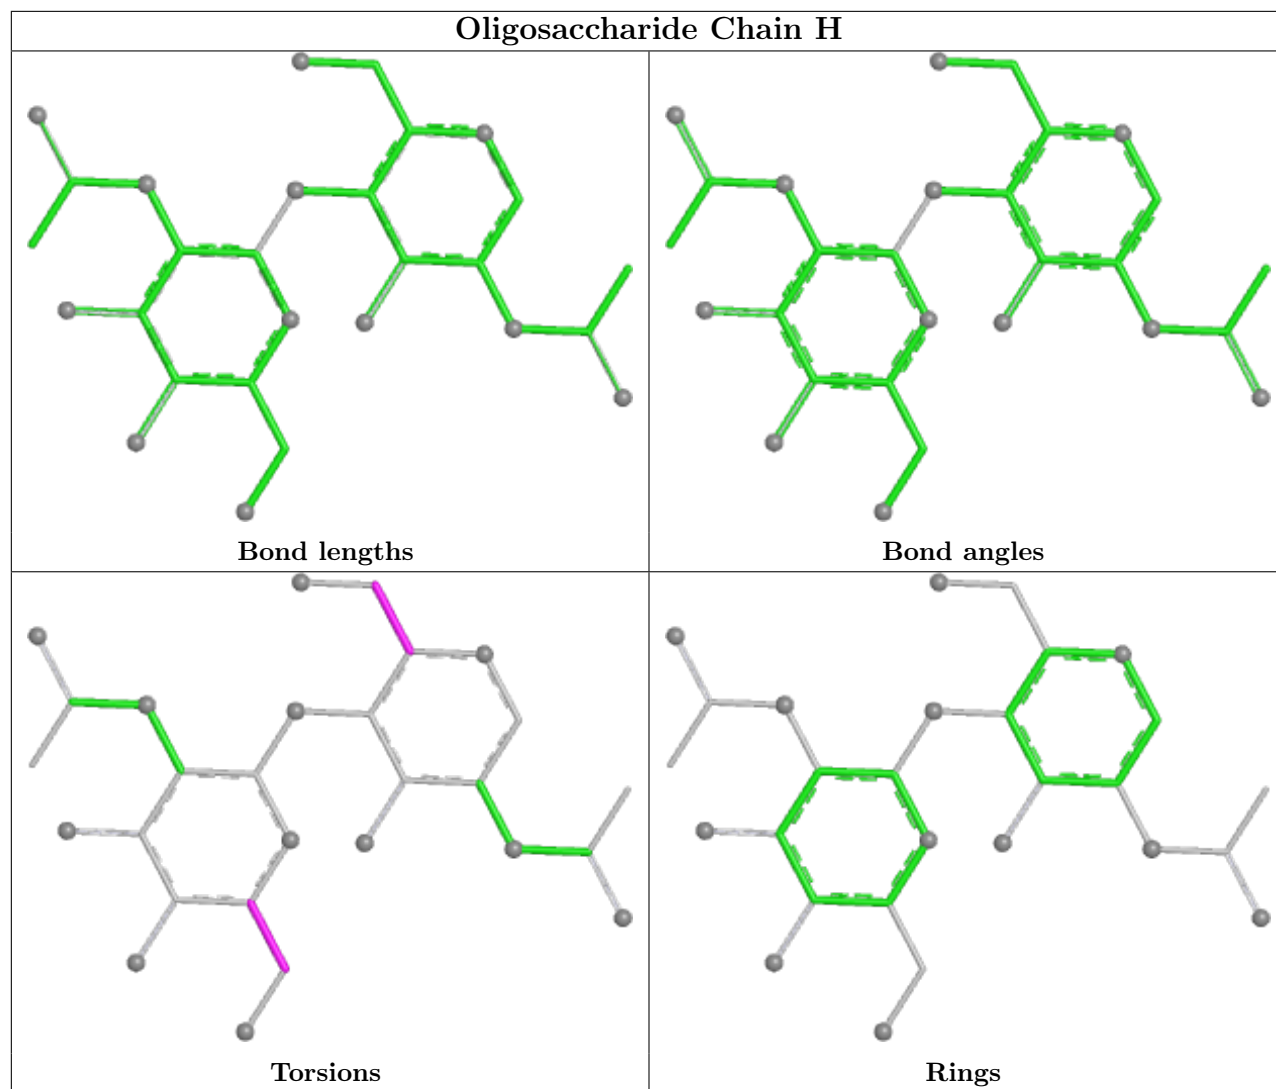 Oligosaccharide Chain H
Bond lengths
Bond angles
Torsions
Rings